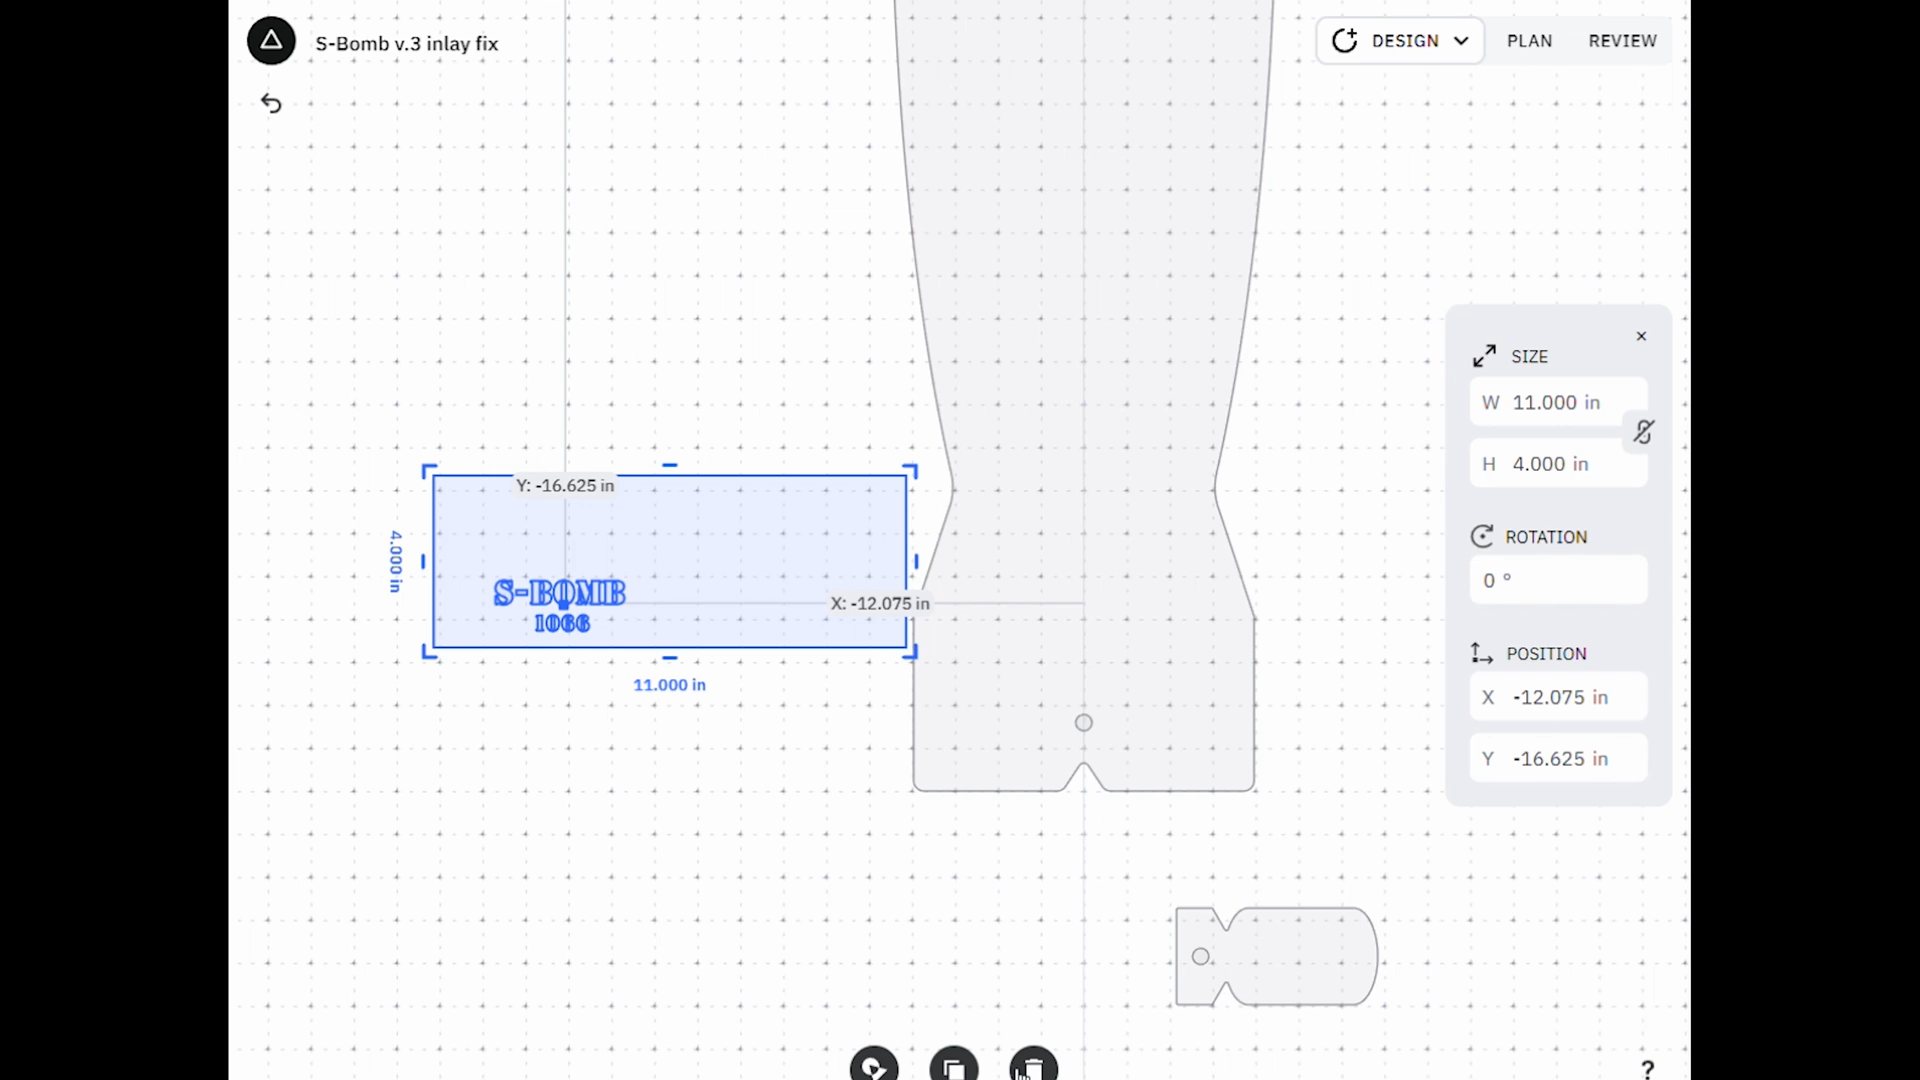 S-Bomb v.3 inlay fix
DESIGN
PLAN
REVIEW
SIZE
W 11.000 in
H 4.000 in
ROTATION
0 °
POSITION
X -12.075 in
Y -16.625 in
Y: -16.625 in
4.000 in
S-BOMB
1066
X: -12.075 in
11.000 in
?